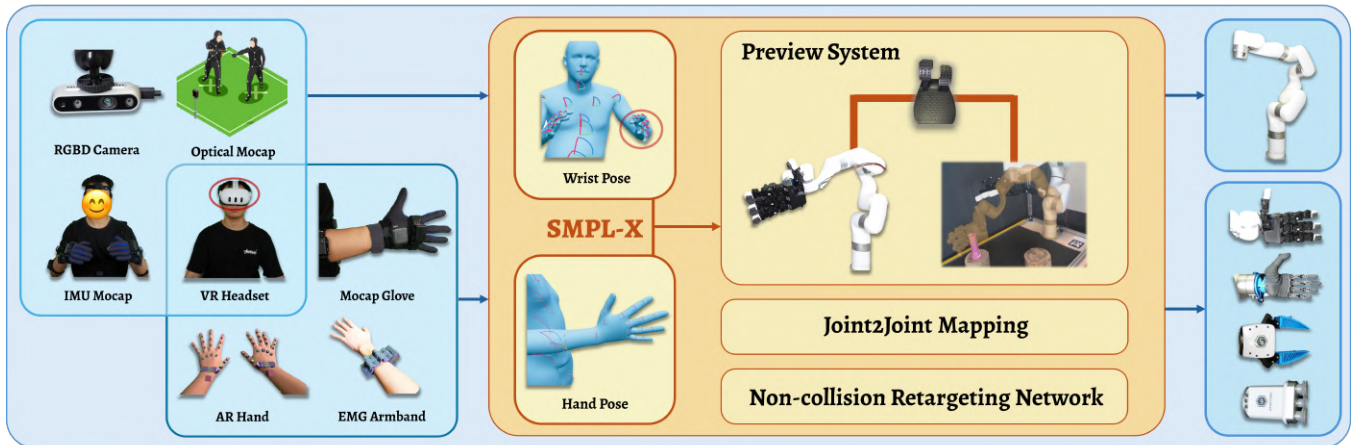 RGBD Camera
Optical Mocap
IMU Mocap
VR Headset
Mocap Glove
AR Hand
EMG Armband
Wrist Pose
SMPL-X
Hand Pose
Preview System
Joint2Joint Mapping
Non-collision Retargeting Network